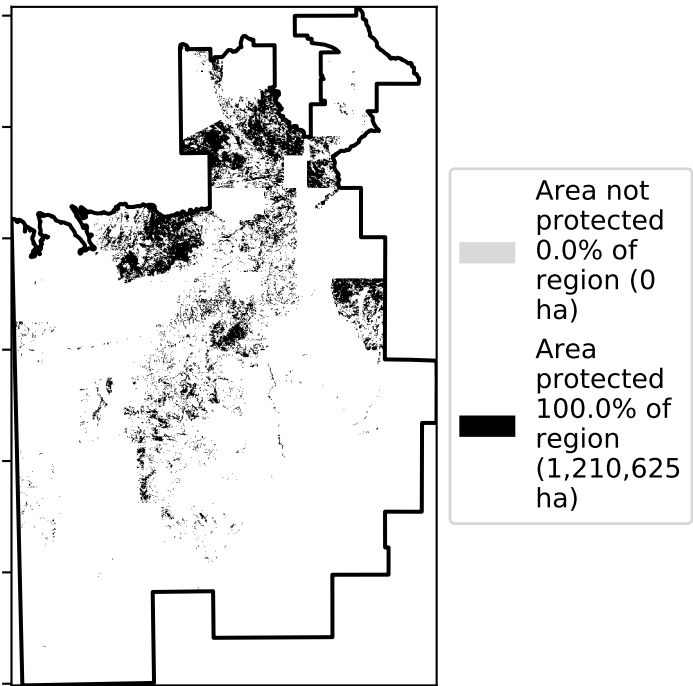 Area not
protected
0.0% of
region (0
ha)
Area
protected
100.0% of
region
(1,210,625
ha)